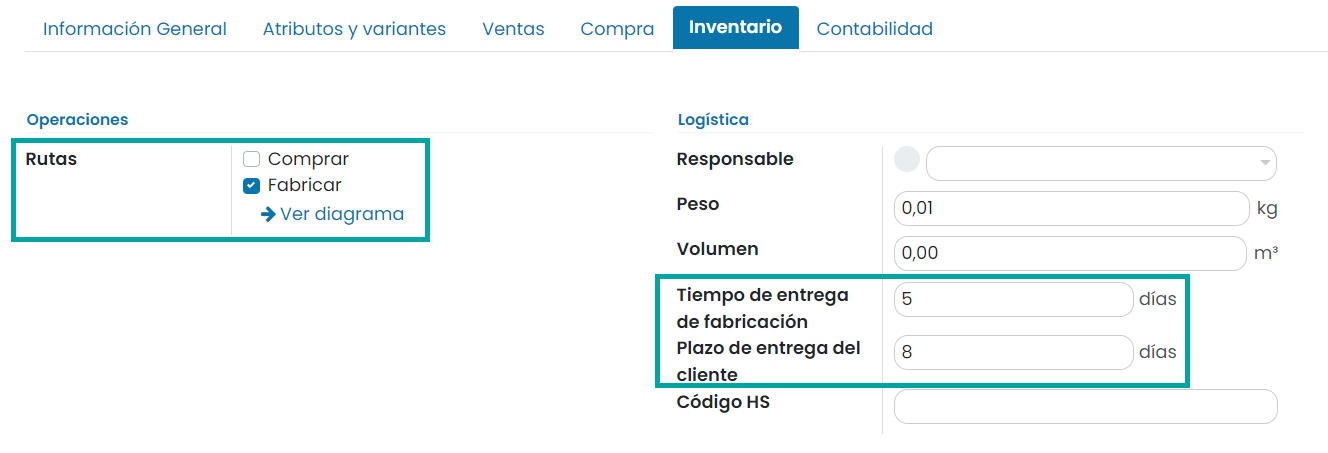 Información General Atributos y variantes Ventas Compra Inventario Contabilidad
Operaciones
Rutas
Comprar
Fabricar
Ver diagrama
Logística
Responsable
Peso 0,01 kg
Volumen 0,00 m³
Tiempo de entrega 5 días
de fabricación
Plazo de entrega del 8 días
cliente
Código HS